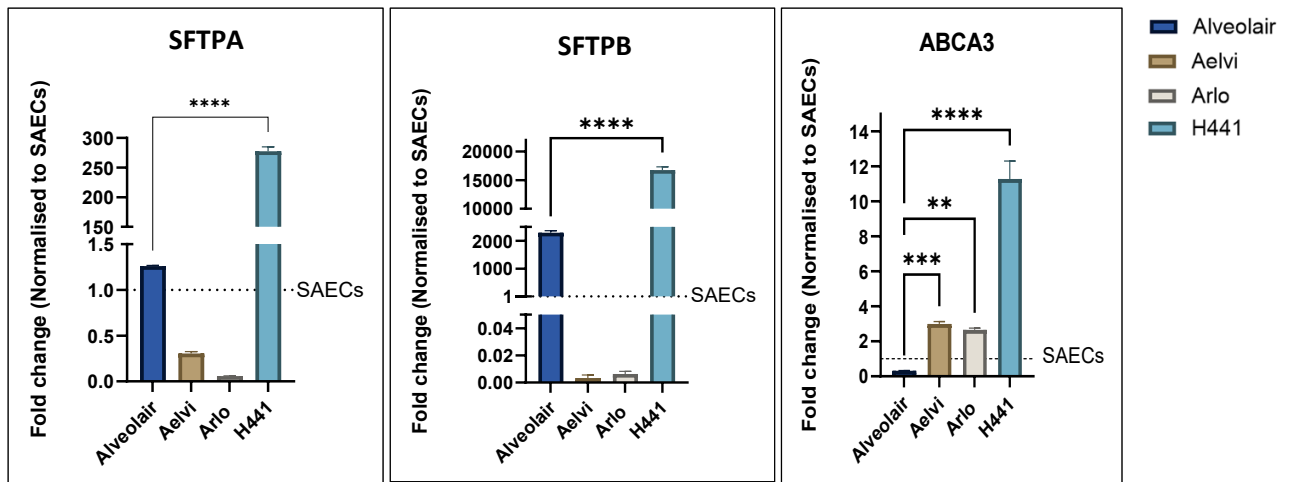 SFTPA
Fold change (Normalised to SAECs)
****
300
250
200
150
1.5
1.0
0.5
0.0
SAECs
Alveolair
Aelvi
Arlo
H441
SFTPB
Fold change (Normalised to SAECs)
****
20000
15000
10000
2000
1000
1
0.04
0.02
0.00
SAECs
Alveolair
Aelvi
Arlo
H441
ABCA3
Fold change (Normalised to SAECs)
****
**
***
14
12
10
8
6
4
2
0
SAECs
Alveolair
Aelvi
Arlo
H441
Alveolair
Aelvi
Arlo
H441